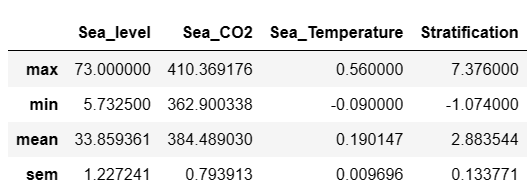 Sea_level Sea_CO2 Sea_Temperature Stratification
max 73.000000 410.369176 0.560000 7.376000
min 5.732500 362.900338 -0.090000 -1.074000
mean 33.859361 384.489030 0.190147 2.883544
sem 1.227241 0.793913 0.009696 0.133771